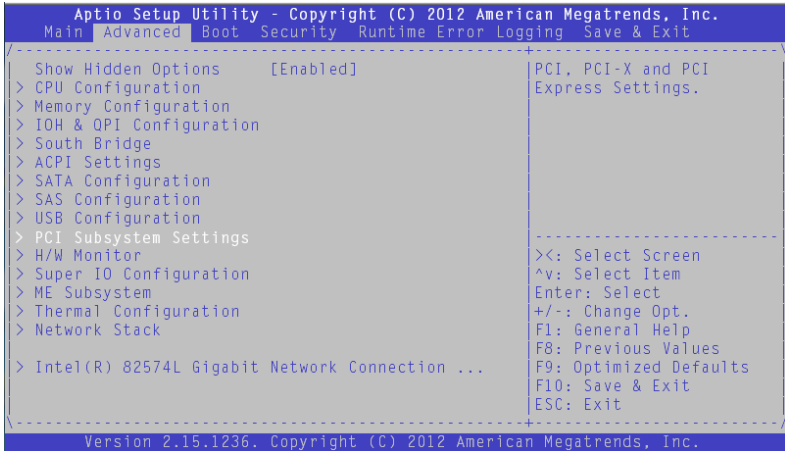 Aptio Setup Utility - Copyright (C) 2012 American Megatrends, Inc.
Main Advanced Boot Security Runtime Error Logging Save & Exit
Show Hidden Options [Enabled] PCI, PCI-X and PCI
> CPU Configuration Express Settings.
> Memory Configuration
> IOH & QPI Configuration
> South Bridge
> ACPI Settings
> SATA Configuration
> SAS Configuration
> USB Configuration
> PCI Subsystem Settings
> H/W Monitor ><: Select Screen
> Super IO Configuration ^v: Select Item
> ME Subsystem Enter: Select
> Thermal Configuration +/-: Change Opt.
> Network Stack F1: General Help
F8: Previous Values
> Intel(R) 82574L Gigabit Network Connection ... F9: Optimized Defaults
F10: Save & Exit
ESC: Exit
Version 2.15.1236. Copyright (C) 2012 American Megatrends, Inc.